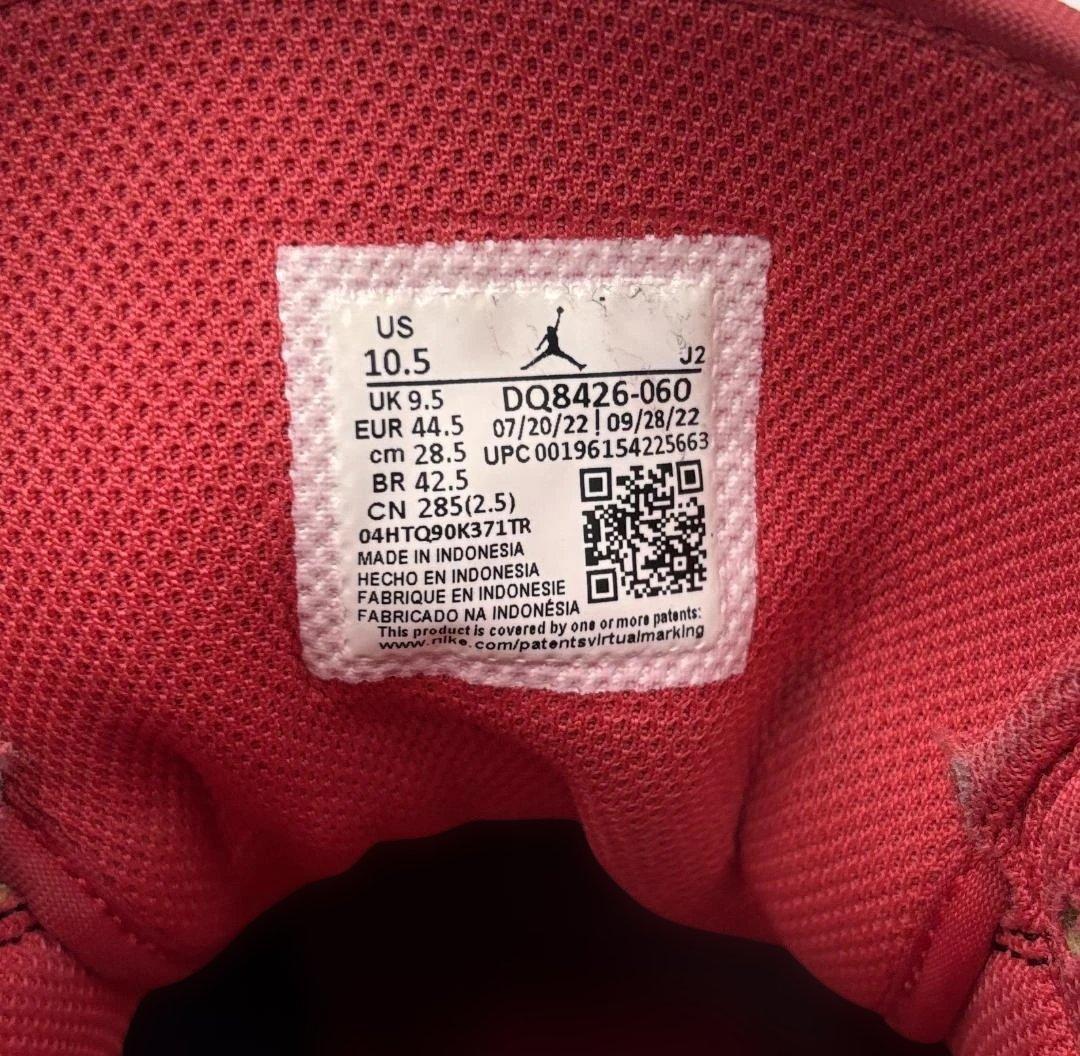 US
10.5 J2
UK 9.5 DQ8426-060
EUR 44.5 07/20/22 | 09/28/22
cm 28.5 UPC 00196154225663
BR 42.5
CN 285(2.5)
04HTQ90K371TR
MADE IN INDONESIA
HECHO EN INDONESIA
FABRIQUE EN INDONESIE
FABRICADO NA INDONÉSIA
This product is covered by one or more patents:
www.nike.com/patentsvirtualmarking